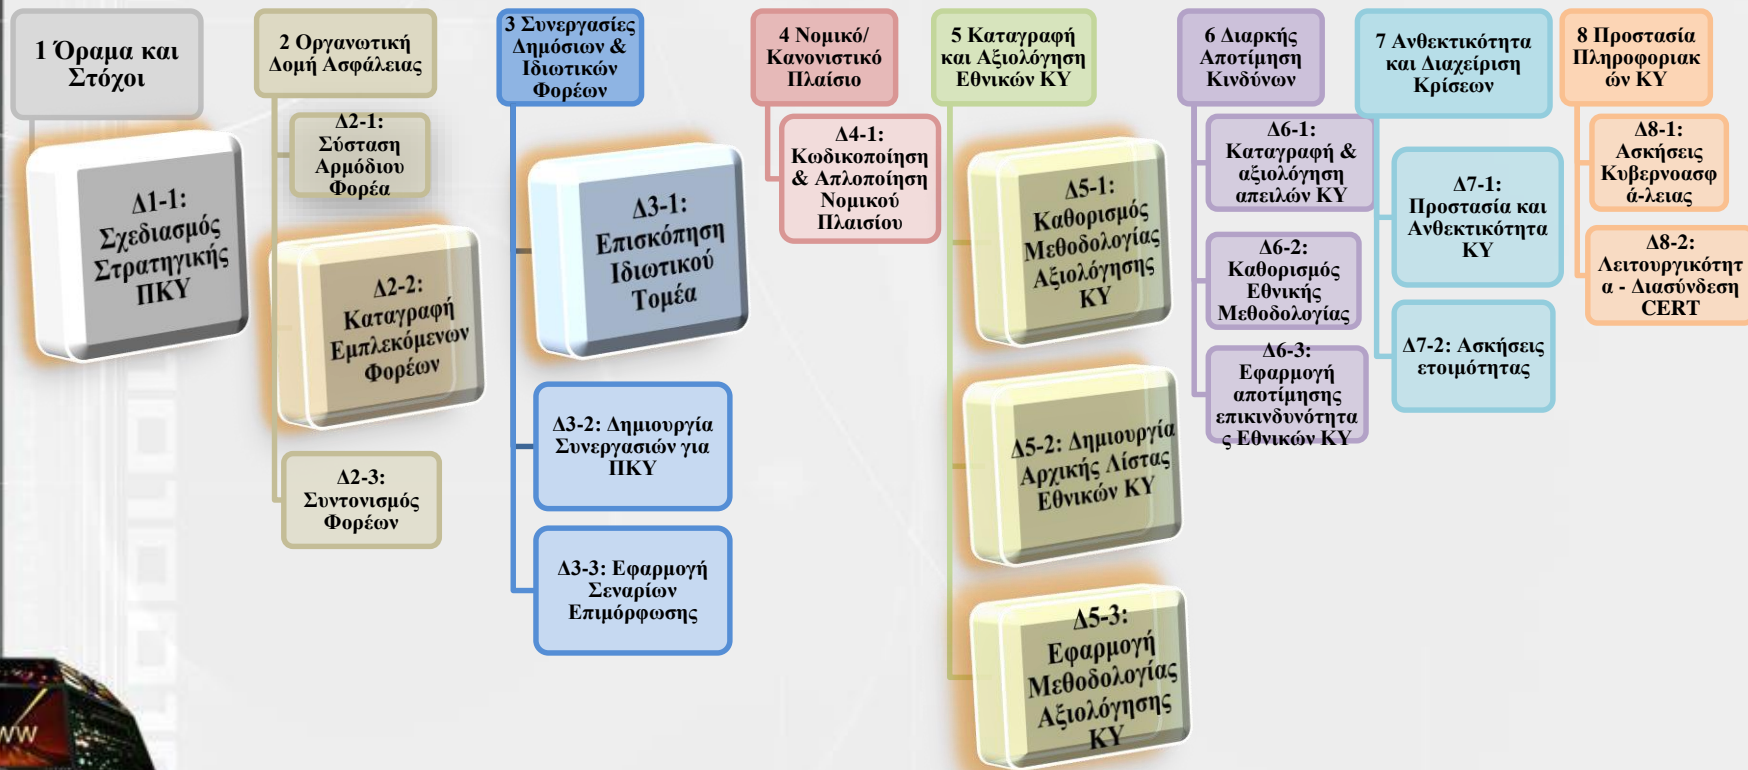 1 Όραμα και
Στόχοι
Δ1-1:
Σχεδιασμός
Στρατηγικής
ΠΚΥ
2 Οργανωτική
Δομή Ασφάλειας
Δ2-1:
Σύσταση
Αρμόδιου
Φορέα
Δ2-2:
Καταγραφή
Εμπλεκόμενων
Φορέων
Δ2-3:
Συντονισμός
Φορέων
3 Συνεργασίες
Δημόσιων &
Ιδιωτικών
Φορέων
Δ3-1:
Επισκόπηση
Ιδιωτικού
Τομέα
Δ3-2: Δημιουργία
Συνεργασιών για
ΠΚΥ
Δ3-3: Εφαρμογή
Σεναρίων
Επιμόρφωσης
4 Νομικό/
Κανονιστικό
Πλαίσιο
Δ4-1:
Κωδικοποίηση
& Απλοποίηση
Νομικού
Πλαισίου
5 Καταγραφή
και Αξιολόγηση
Εθνικών ΚΥ
Δ5-1:
Καθορισμός
Μεθοδολογίας
Αξιολόγησης
ΚΥ
Δ5-2: Δημιουργία
Αρχικής Λίστας
Εθνικών ΚΥ
Δ5-3:
Εφαρμογή
Μεθοδολογίας
Αξιολόγησης
ΚΥ
6 Διαρκής
Αποτίμηση
Κινδύνων
Δ6-1:
Καταγραφή &
αξιολόγηση
απειλών ΚΥ
Δ6-2:
Καθορισμός
Εθνικής
Μεθοδολογίας
Δ6-3:
Εφαρμογή
αποτίμησης
επικινδυνότητα
ς Εθνικών ΚΥ
7 Ανθεκτικότητα
και Διαχείριση
Κρίσεων
Δ7-1:
Προστασία και
Ανθεκτικότητα
ΚΥ
Δ7-2: Ασκήσεις
ετοιμότητας
8 Προστασία
Πληροφοριακ
ών ΚΥ
Δ8-1:
Ασκήσεις
Κυβερνοασφ
ά-λειας
Δ8-2:
Λειτουργικότητ
α - Διασύνδεση
CERT